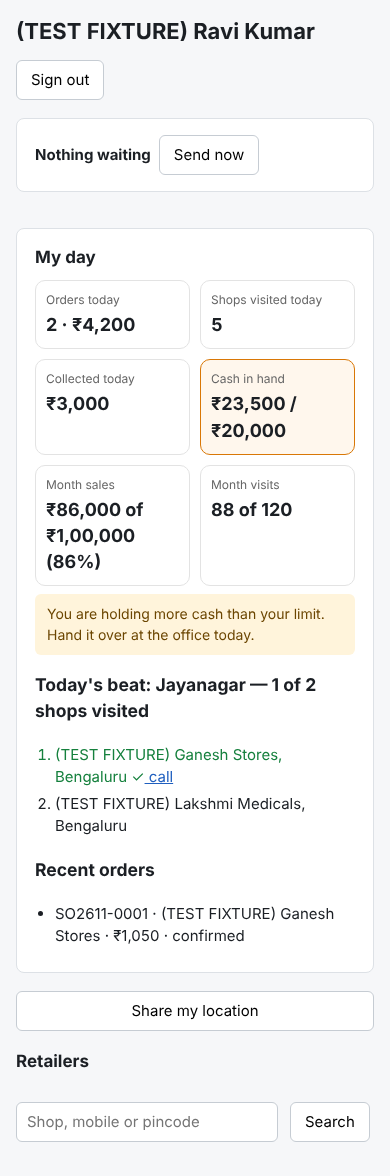 (TEST FIXTURE) Ravi Kumar
Sign out
Nothing waiting
Send now
My day
Orders today
2 · ₹4,200
Shops visited today
5
Collected today
₹3,000
Cash in hand
₹23,500 /
₹20,000
Month sales
₹86,000 of
₹1,00,000
(86%)
Month visits
88 of 120
You are holding more cash than your limit.
Hand it over at the office today.
Today's beat: Jayanagar — 1 of 2
shops visited
1. (TEST FIXTURE) Ganesh Stores,
Bengaluru ✓ call
2. (TEST FIXTURE) Lakshmi Medicals,
Bengaluru
Recent orders
• SO2611-0001 · (TEST FIXTURE) Ganesh
Stores · ₹1,050 · confirmed
Share my location
Retailers
Shop, mobile or pincode
Search